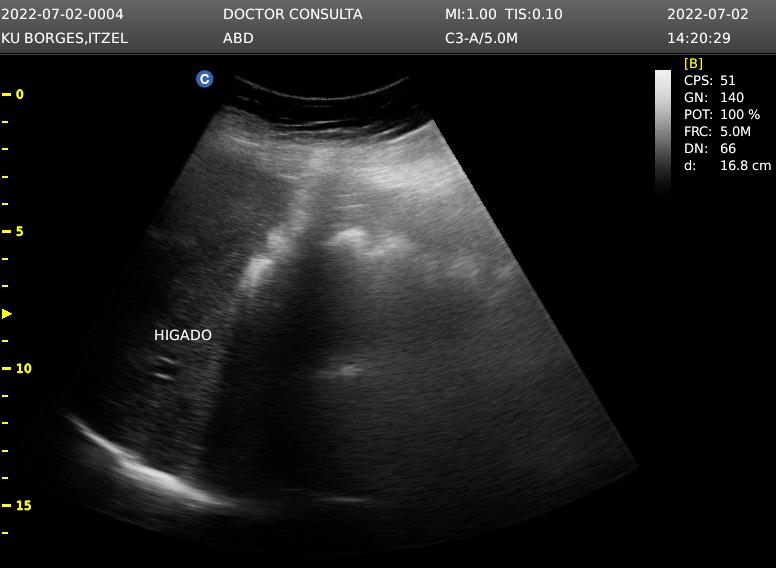 2022-07-02-0004 DOCTOR CONSULTA MI:1.00 TIS:0.10 2022-07-02
KU BORGES,ITZEL ABD C3-A/5.0M 14:20:29
C
[B]
CPS: 51
GN: 140
POT: 100 %
FRC: 5.0M
DN: 66
d: 16.8 cm
0
5
HIGADO
10
15